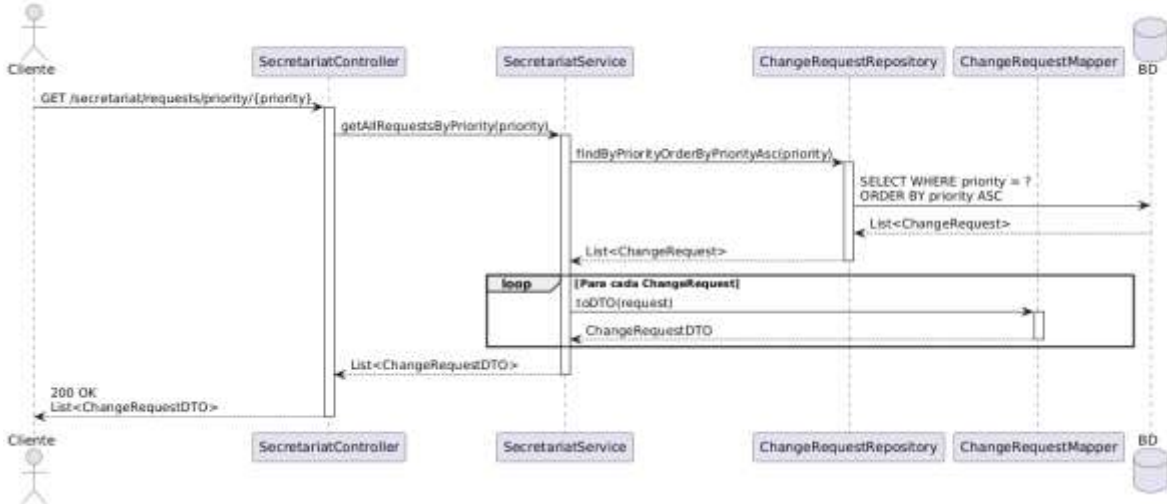 Cliente
SecretariatController
SecretariatService
ChangeRequestRepository
ChangeRequestMapper
BD
GET /secretariat/requests/priority/{priority}
getAllRequestsByPriority(priority)
findByPriorityOrderByPriorityAsc(priority)
SELECT WHERE priority = ?
ORDER BY priority ASC
List<ChangeRequest>
List<ChangeRequest>
loop [Para cada ChangeRequest]
toDTO(request)
ChangeRequestDTO
List<ChangeRequestDTO>
200 OK
List<ChangeRequestDTO>
Cliente
SecretariatController
SecretariatService
ChangeRequestRepository
ChangeRequestMapper
BD